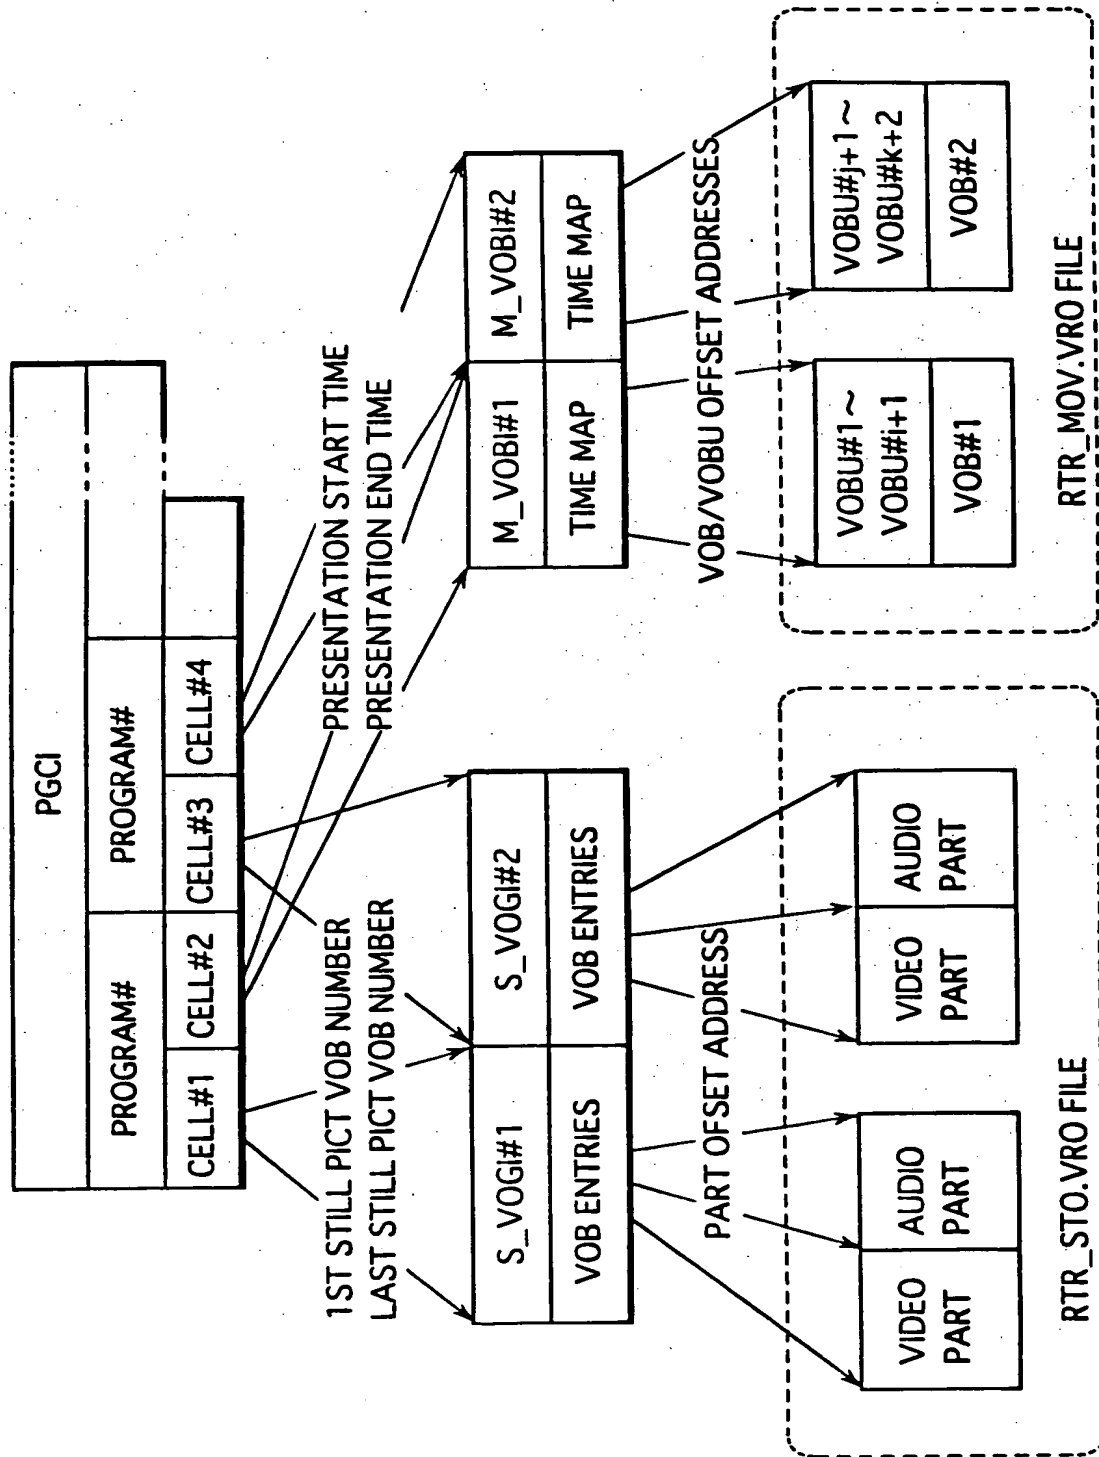 PGCI
PROGRAM#
PROGRAM#
CELL#1
CELL#2
CELL#3
CELL#4
1ST STILL PICT VOB NUMBER
LAST STILL PICT VOB NUMBER
PRESENTATION START TIME
PRESENTATION END TIME
S_VOGI#1
S_VOGI#2
VOB ENTRIES
VOB ENTRIES
M_VOBI#1
M_VOBI#2
TIME MAP
TIME MAP
PART OFSET ADDRESS
VOB/VOBU OFFSET ADDRESSES
VIDEO
PART
AUDIO
PART
VIDEO
PART
AUDIO
PART
VOBU#1~
VOBU#i+1
VOB#1
VOBU#j+1~
VOBU#k+2
VOB#2
RTR_STO.VRO FILE
RTR_MOV.VRO FILE